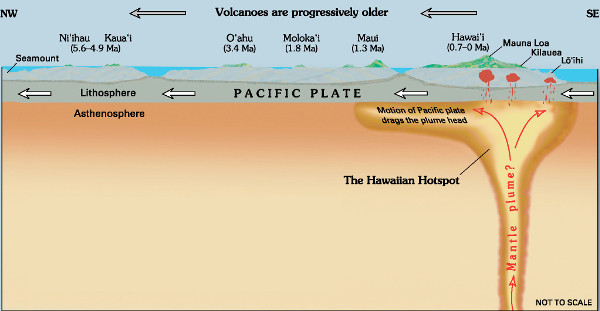 NW
Volcanoes are progressively older
SE
Ni'ihau Kaua'i
(5.6-4.9 Ma)
O'ahu
(3.4 Ma)
Moloka'i
(1.8 Ma)
Maui
(1.3 Ma)
Hawai'i
(0.7-0 Ma)
Mauna Loa
Kilauea
Lō'ihi
Seamount
Lithosphere
PACIFIC PLATE
Asthenosphere
Motion of Pacific plate
drags the plume head
The Hawaiian Hotspot
Mantle plume?
NOT TO SCALE